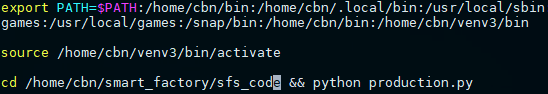 export PATH=$PATH:/home/cbn/bin:/home/cbn/.local/bin:/usr/local/sbin
games:/usr/local/games:/snap/bin:/home/cbn/bin:/home/cbn/venv3/bin
source /home/cbn/venv3/bin/activate
cd /home/cbn/smart_factory/sfs_code && python production.py